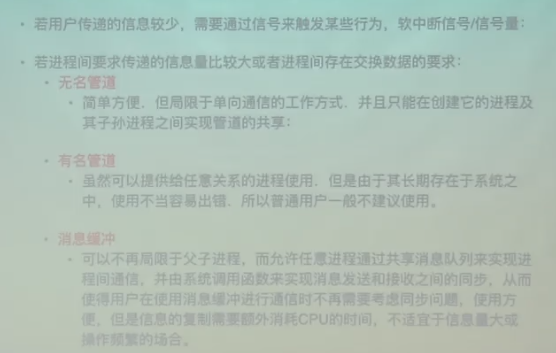 • 若用户传递的信息较少，需要通过信号来触发某些行为，软中断信号/信号量：
• 若进程间要求传递的信息量比较大或者进程间存在交换数据的要求：
• 无名管道
• 简单方便．但局限于单向通信的工作方式．并且只能在创建它的进程及
其子孙进程之间实现管道的共享：
• 有名管道
• 虽然可以提供给任意关系的进程使用．但是由于其长期存在于系统之
中，使用不当容易出错．所以普通用户一般不建议使用。
• 消息缓冲
• 可以不再局限于父子进程，而允许任意进程通过共享消息队列来实现进
程间通信，并由系统调用函数来实现消息发送和接收之间的同步，从而
使得用户在使用消息缓冲进行通信时不再需要考虑同步问题，使用方
便，但是信息的复制需要额外消耗CPU的时间，不适宜于信息量大或
操作频繁的场合。